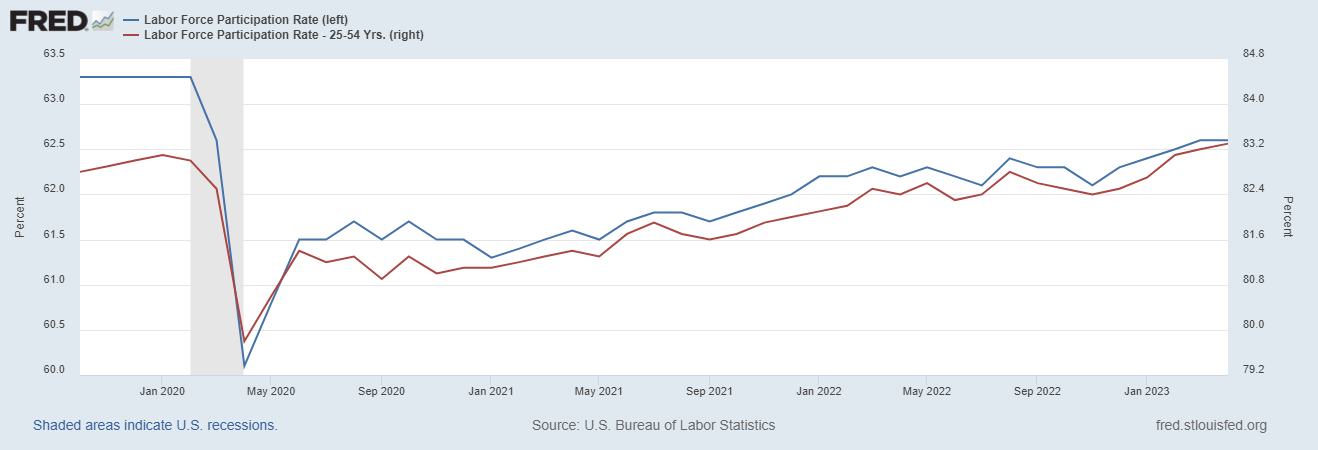 FRED
Labor Force Participation Rate (left)
Labor Force Participation Rate - 25-54 Yrs. (right)
63.5 84.8
63.0 84.0
62.5 83.2
62.0 82.4
61.5 81.6
61.0 80.8
60.5 80.0
60.0 79.2
Percent Percent
Jan 2020 May 2020 Sep 2020 Jan 2021 May 2021 Sep 2021 Jan 2022 May 2022 Sep 2022 Jan 2023
Shaded areas indicate U.S. recessions. Source: U.S. Bureau of Labor Statistics fred.stlouisfed.org